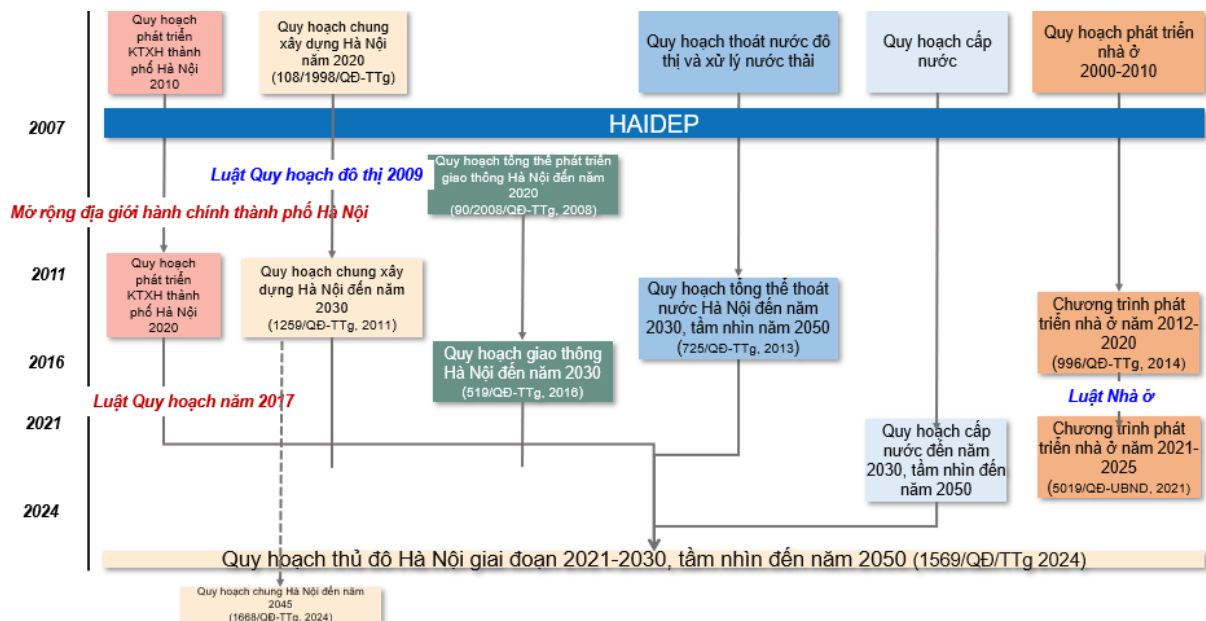 Quy hoạch
phát triển
KTXH thành
phố Hà Nội
2010
Quy hoạch chung
xây dựng Hà Nội
năm 2020
(108/1998/QĐ-TTg)
Quy hoạch thoát nước đô
thị và xử lý nước thải
Quy hoạch cấp
nước
Quy hoạch phát triển
nhà ở
2000-2010
2007
HAIDEP
Luật Quy hoạch đô thị 2009
Quy hoạch tổng thể phát triển
giao thông Hà Nội đến năm
2020
(90/2008/QĐ-TTg, 2008)
Mở rộng địa giới hành chính thành phố Hà Nội
2011
Quy hoạch
phát triển
KTXH thành
phố Hà Nội
2020
Quy hoạch chung xây
dựng Hà Nội đến năm
2030
(1259/QĐ-TTg, 2011)
Quy hoạch tổng thể thoát
nước Hà Nội đến năm
2030, tầm nhìn năm 2050
(725/QĐ-TTg, 2013)
Chương trình phát
triển nhà ở năm 2012-
2020
(996/QĐ-TTg, 2014)
2016
Quy hoạch giao thông
Hà Nội đến năm 2030
(519/QĐ-TTg, 2016)
Luật Quy hoạch năm 2017
Luật Nhà ở
2021
Quy hoạch cấp
nước đến năm
2030, tầm nhìn đến
năm 2050
Chương trình phát
triển nhà ở năm 2021-
2025
(5019/QĐ-UBND, 2021)
2024
Quy hoạch thủ đô Hà Nội giai đoạn 2021-2030, tầm nhìn đến năm 2050 (1569/QĐ/TTg 2024)
Quy hoạch chung Hà Nội đến năm
2045
(1668/QĐ-TTg, 2024)